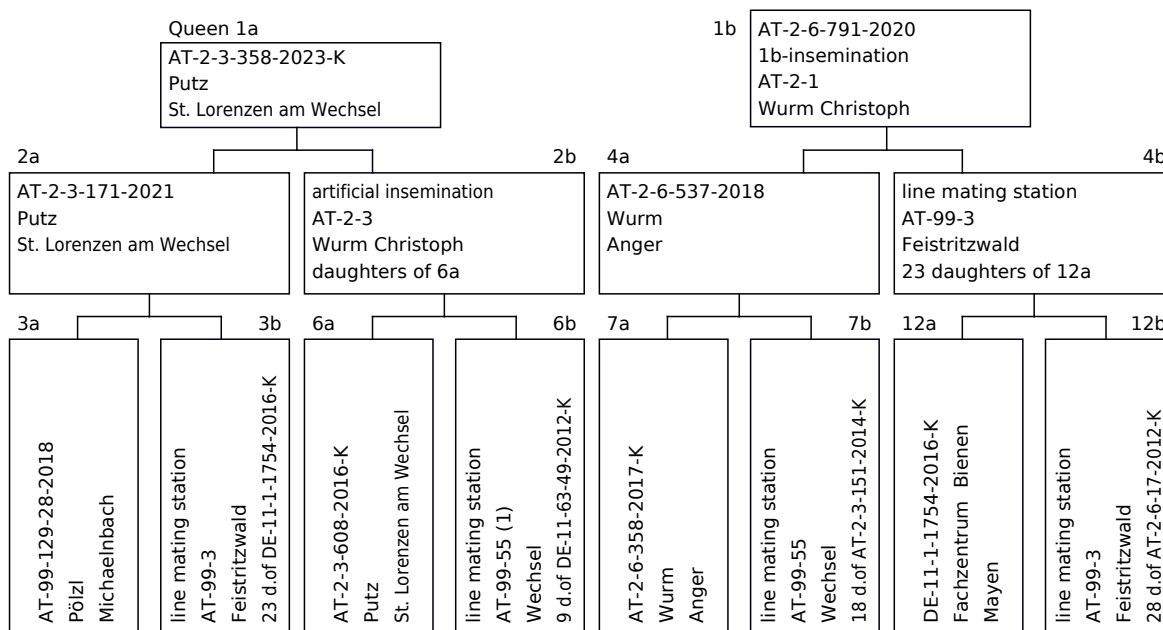 Queen 1a
AT-2-3-358-2023-K
Putz
St. Lorenzen am Wechsel
1b
AT-2-6-791-2020
1b-insemination
AT-2-1
Wurm Christoph
2a
AT-2-3-171-2021
Putz
St. Lorenzen am Wechsel
2b
artificial insemination
AT-2-3
Wurm Christoph
daughters of 6a
4a
AT-2-6-537-2018
Wurm
Anger
4b
line mating station
AT-99-3
Feistritzwald
23 daughters of 12a
3a
AT-99-129-28-2018
Pölzl
Michaelnbach
3b
line mating station
AT-99-3
Feistritzwald
23 d.of DE-11-1-1754-2016-K
6a
AT-2-3-608-2016-K
Putz
St. Lorenzen am Wechsel
6b
line mating station
AT-99-55 (1)
Wechsel
9 d.of DE-11-63-49-2012-K
7a
AT-2-6-358-2017-K
Wurm
Anger
7b
line mating station
AT-99-55
Wechsel
18 d.of AT-2-3-151-2014-K
12a
DE-11-1-1754-2016-K
Fachzentrum Bienen
Mayen
12b
line mating station
AT-99-3
Feistritzwald
28 d.of AT-2-6-17-2012-K